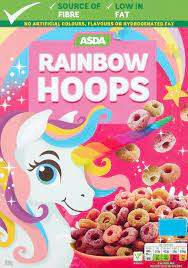 SOURCE OF FIBRE
LOW IN FAT
NO ARTIFICIAL COLOURS, FLAVOURS OR HYDROGENATED FAT
ASDA
RAINBOW
HOOPS